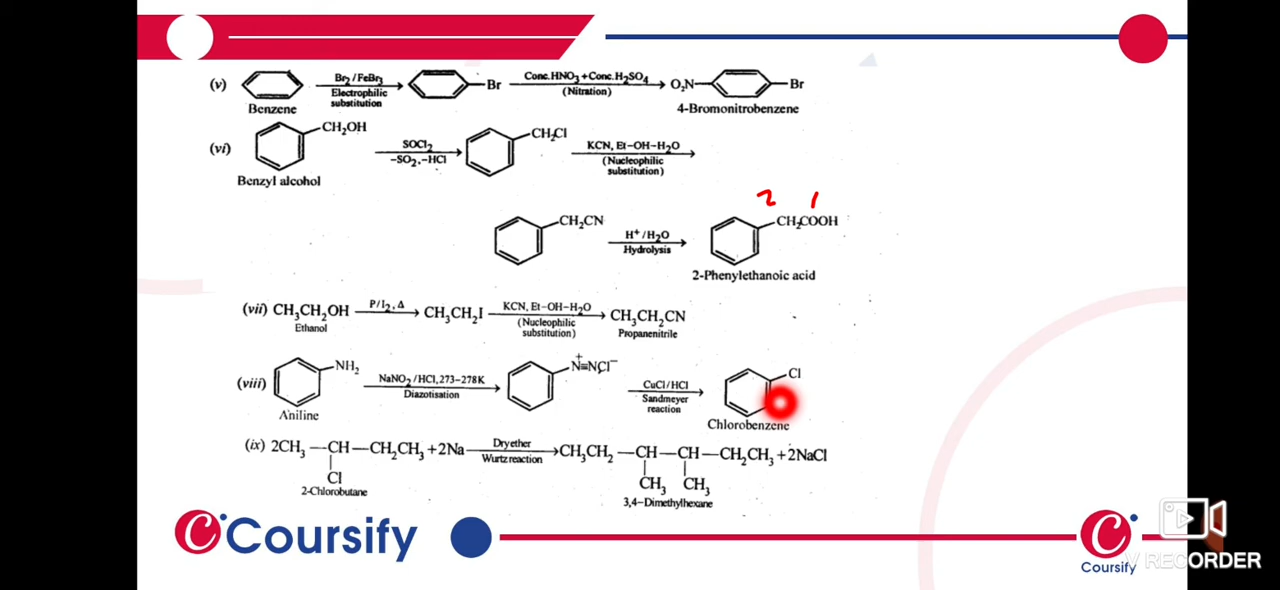 (v) Benzene Br₂/FeBr₃ Electrophilic substitution Br Conc.HNO₃+Conc.H₂SO₄ (Nitration) O₂N Br
4-Bromonitrobenzene
(vi) CH₂OH SOCl₂ –SO₂,–HCl CH₂Cl KCN, Et–OH–H₂O (Nucleophilic substitution)
Benzyl alcohol
2 1
CH₂CN H⁺/H₂O Hydrolysis CH₂COOH
2-Phenylethanoic acid
(vii) CH₃CH₂OH P/I₂,Δ CH₃CH₂I KCN, Et–OH–H₂O (Nucleophilic substitution) CH₃CH₂CN
Ethanol Propanenitrile
(viii) NH₂ NaNO₂/HCl,273–278K Diazotisation N⁺≡NCl⁻ CuCl/HCl Sandmeyer reaction Cl
Aniline Chlorobenzene
(ix) 2CH₃—CH—CH₂CH₃+2Na Dry ether Wurtz reaction CH₃CH₂—CH—CH—CH₂CH₃+2NaCl
Cl CH₃ CH₃
2-Chlorobutane 3,4–Dimethylhexane
Coursify
Coursify
V RECORDER